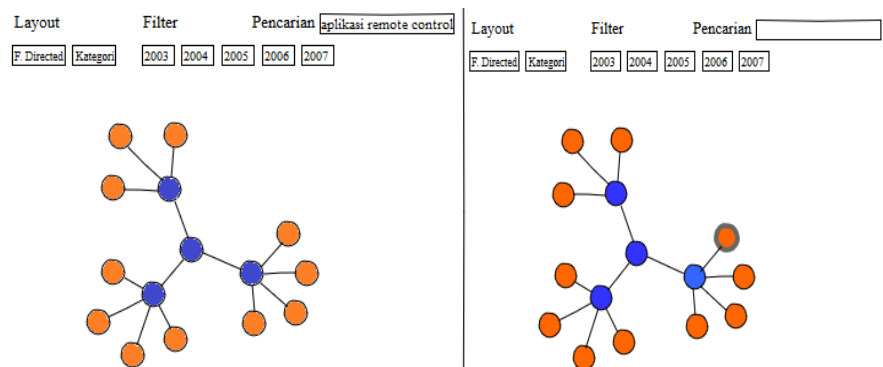 Layout Filter Pencarian aplikasi remote control
F. Directed Kategori 2003 2004 2005 2006 2007
Layout Filter Pencarian
F. Directed Kategori 2003 2004 2005 2006 2007